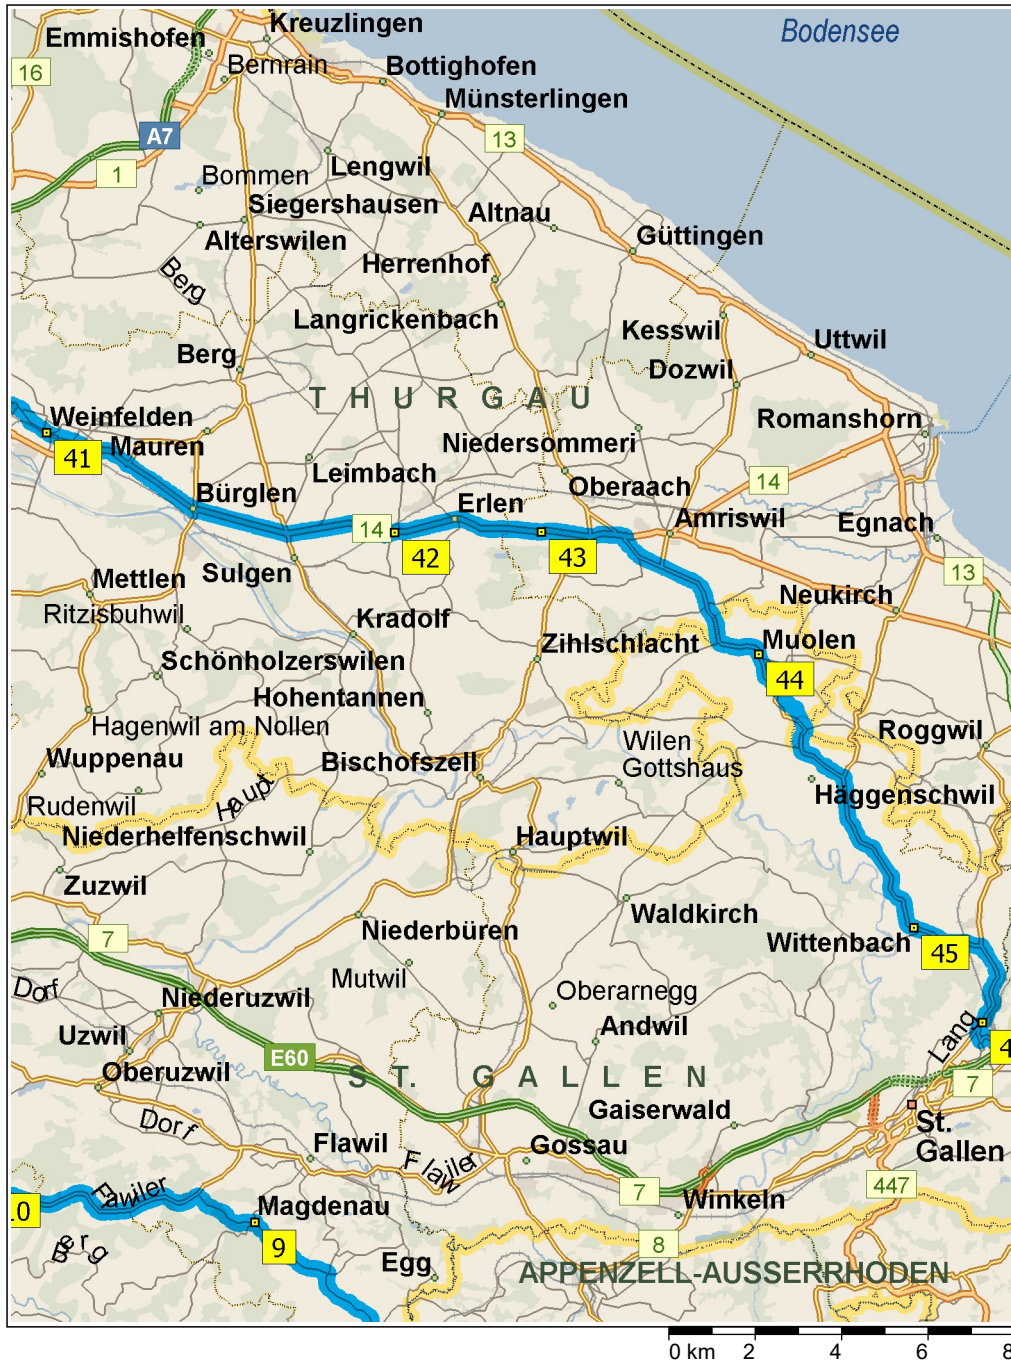 Kreuzlingen
Bodensee
Emmishofen
Bernrain
Bottighofen
16
Münsterlingen
A7
13
1
Bommen
Lengwil
Siegershausen
Altnau
Alterswilen
Güttingen
Herrenhof
Berg
Langrickenbach
Kesswil
Uttwil
Berg
Dozwil
THURGAU
Weinfelden
Romanshorn
Mauren
41
Niedersommeri
Leimbach
Oberaach
14
Bürglen
Erlen
14
Amriswil
Egnach
42
43
Sulgen
13
Mettlen
Neukirch
Ritzisbuhwil
Kradolf
Zihlschlacht
Muolen
Schönholzerswilen
44
Hohentannen
Hagenwil am Nollen
Roggwil
Wilen
Gottshaus
Wuppenau
Bischofszell
Haupt
Rudenwil
Häggenschwil
Niederhelfenschwil
Hauptwil
Zuzwil
Waldkirch
Niederbüren
7
Wittenbach
45
Mutwil
Dorf
Oberarnegg
Niederuzwil
Andwil
Lang
Uzwil
E60
4
Oberuzwil
ST. GALLEN
7
Gaiserwald
Dorf
St.
Gallen
Flawil
Gossau
Flawiler
7
447
Flawiler
10
Magdenau
Winkeln
9
8
Berg
Egg
APPENZELL-AUSSERRHODEN
0 km 2 4 6 8